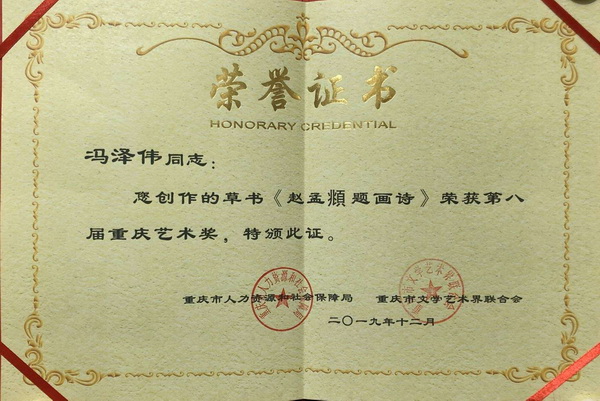 荣誉证书
HONORARY CREDENTIAL
冯泽伟同志：
您创作的草书《赵孟頫题画诗》荣获第八
届重庆艺术奖，特颁此证。
重庆市人力资源和社会保障局 重庆市文学艺术界联合会
二〇一九年十二月